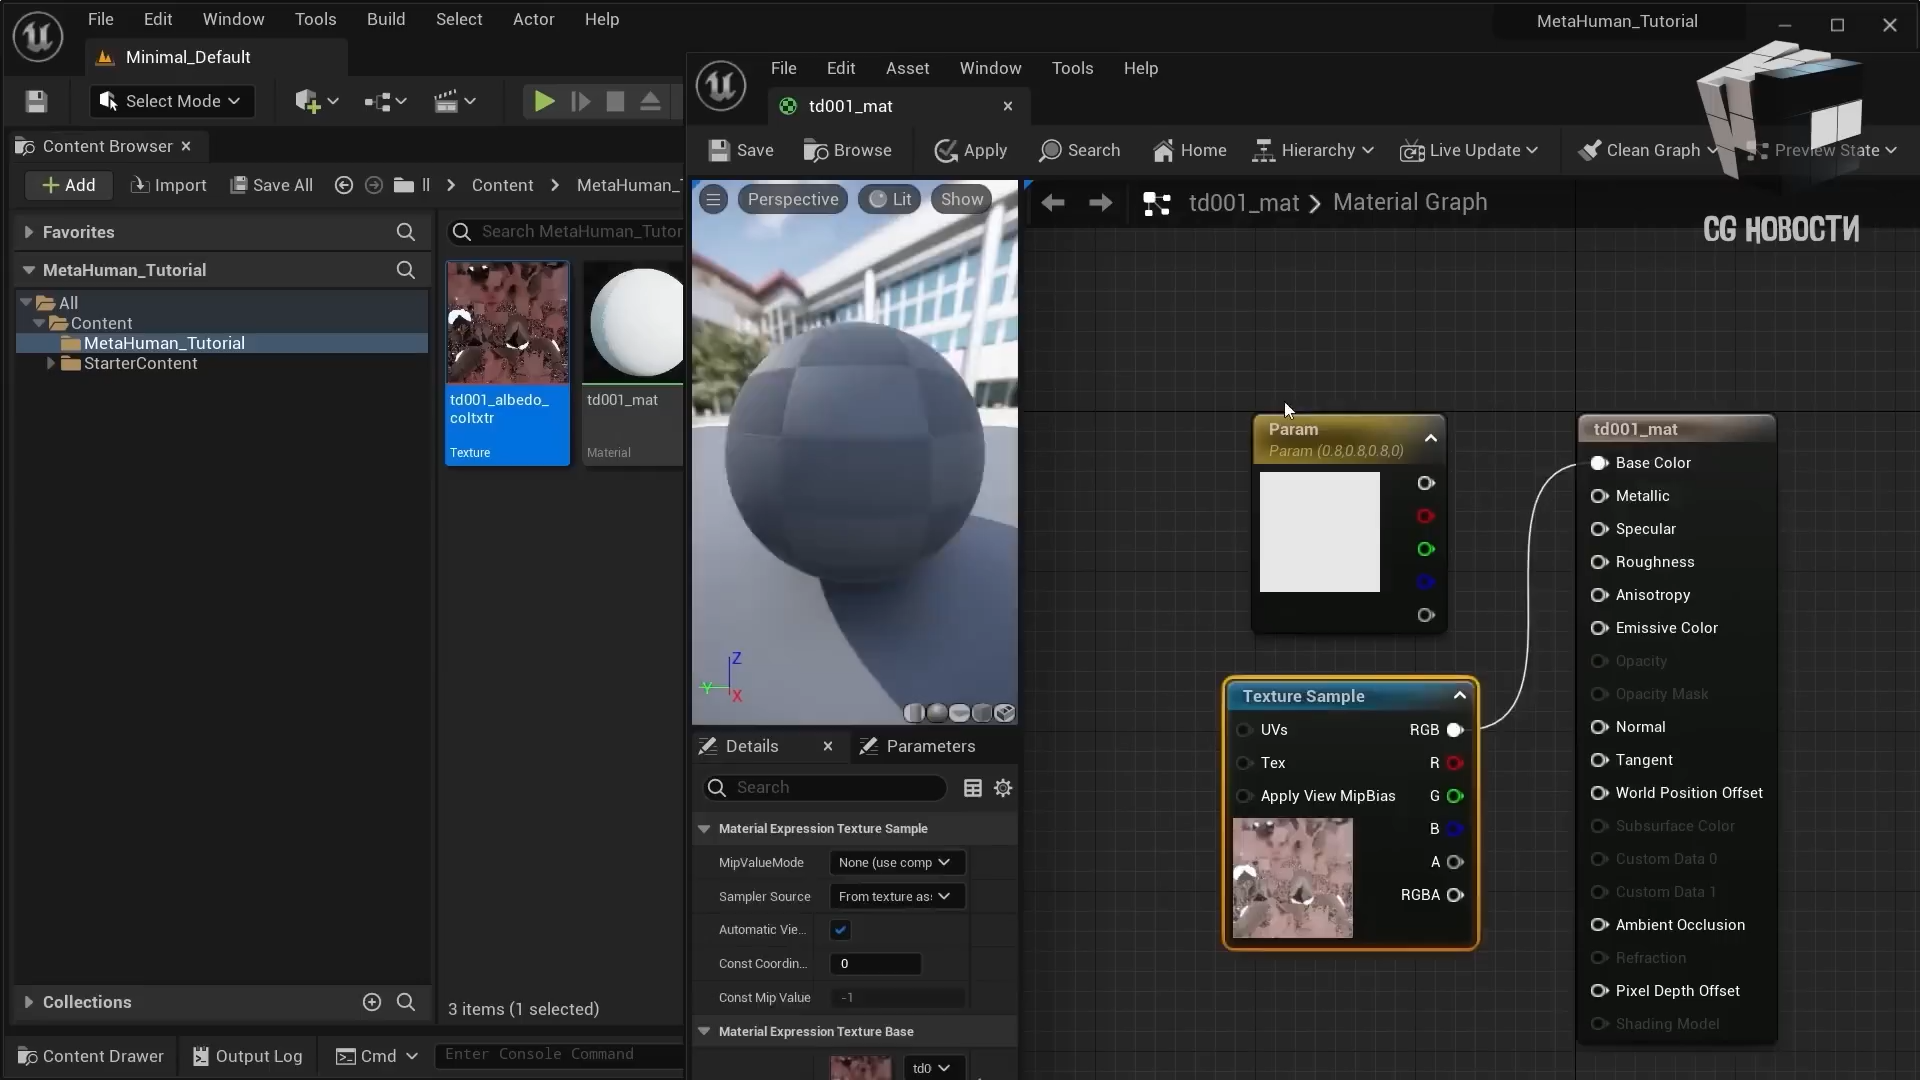 File Edit Window Tools Build Select Actor Help
MetaHuman_Tutorial
Minimal_Default
Select Mode
File Edit Asset Window Tools Help
td001_mat
Save Browse Apply Search Home Hierarchy Live Update Clean Graph Preview State
CG НОВОСТИ
Content Browser
Add Import Save All ll Content MetaHuman_
Favorites
Search MetaHuman_Tutor
MetaHuman_Tutorial
All
Content
MetaHuman_Tutorial
StarterContent
td001_albedo_
coltxtr
Texture
td001_mat
Material
Perspective Lit Show
Z
Y
X
td001_mat Material Graph
Param
Param (0.8,0.8,0.8,0)
Texture Sample
UVs RGB
Tex R
Apply View MipBias G
B
A
RGBA
td001_mat
Base Color
Metallic
Specular
Roughness
Anisotropy
Emissive Color
Opacity
Opacity Mask
Normal
Tangent
World Position Offset
Subsurface Color
Custom Data 0
Custom Data 1
Ambient Occlusion
Refraction
Pixel Depth Offset
Shading Model
Details Parameters
Search
Material Expression Texture Sample
MipValueMode None (use comp
Sampler Source From texture as
Automatic Vie...
Const Coordin... 0
Const Mip Value -1
Material Expression Texture Base
td0
Collections
3 items (1 selected)
Content Drawer Output Log Cmd Enter Console Command